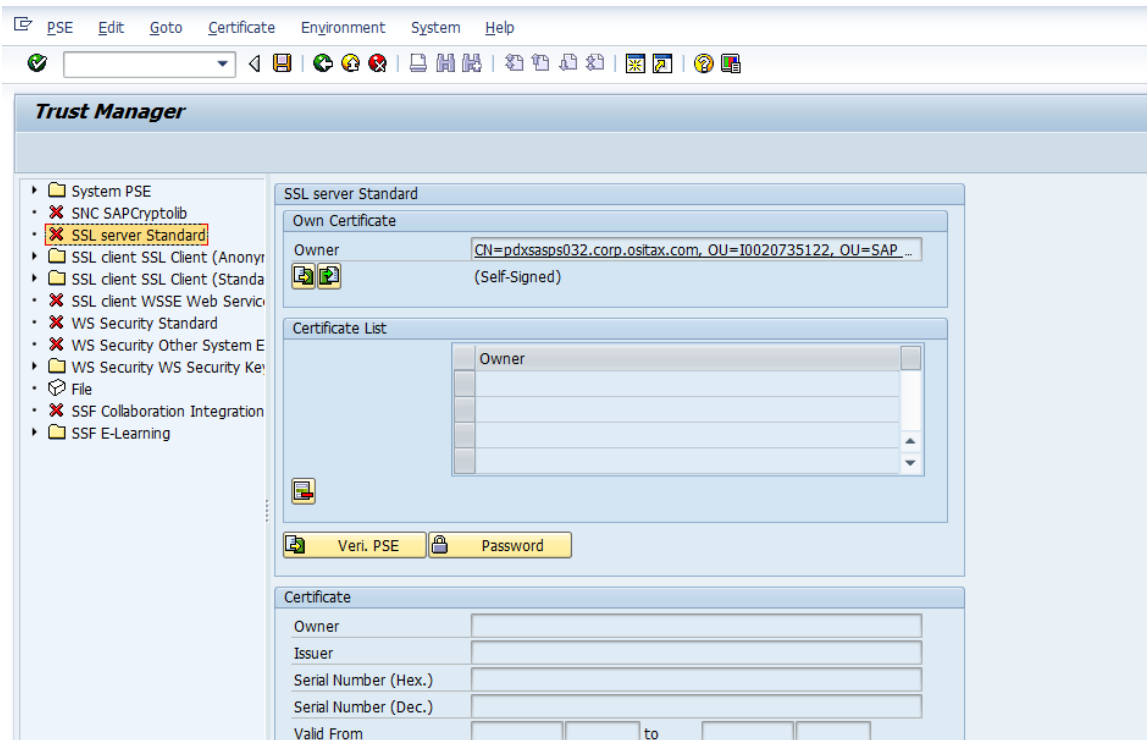 PSE Edit Goto Certificate Environment System Help
Trust Manager
System PSE
SNC SAPCryptolib
SSL server Standard
SSL client SSL Client (Anonyr
SSL client SSL Client (Standa
SSL client WSSE Web Servic
WS Security Standard
WS Security Other System E
WS Security WS Security Key
File
SSF Collaboration Integration
SSF E-Learning
SSL server Standard
Own Certificate
Owner CN=pdxsasps032.corp.ositax.com, OU=I0020735122, OU=SAP_...
(Self-Signed)
Certificate List
Owner
Veri. PSE Password
Certificate
Owner
Issuer
Serial Number (Hex.)
Serial Number (Dec.)
Valid From to